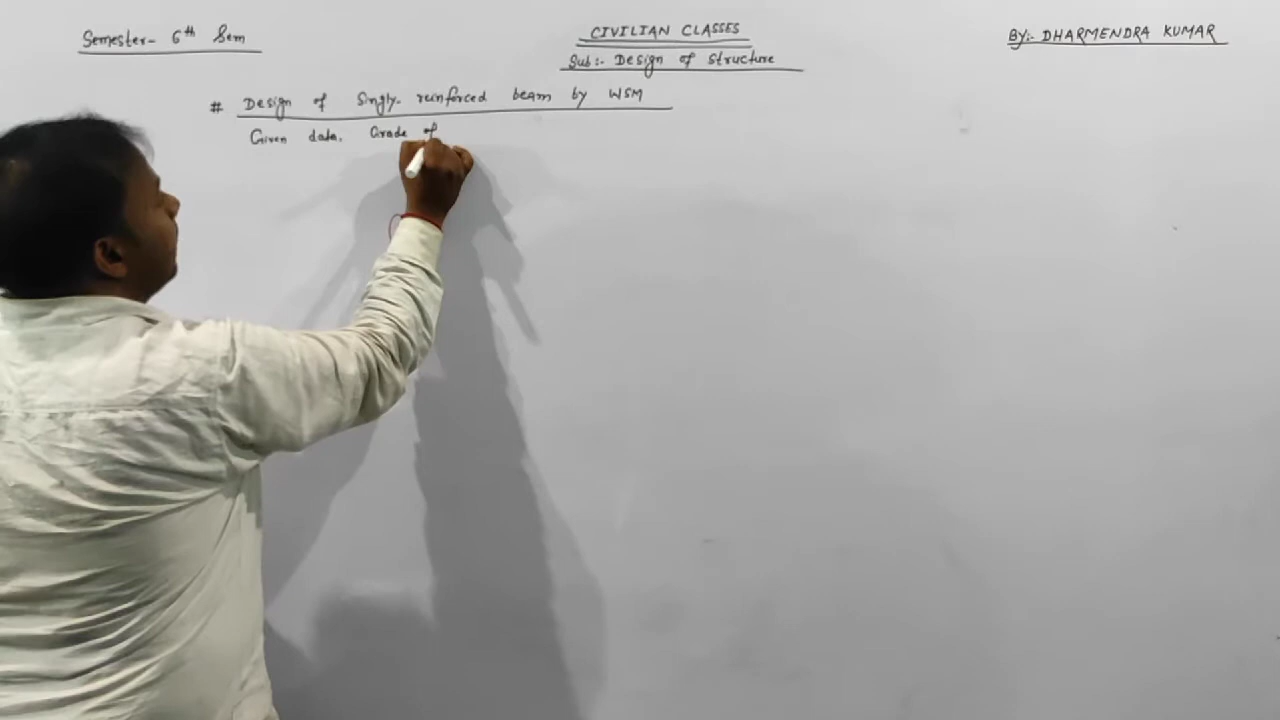 Semester- 6th Sem
CIVILIAN CLASSES
By:- DHARMENDRA KUMAR
Sub:- Design of Structure
# Design of Singly- reinforced beam by WSM
Given data. Grade of